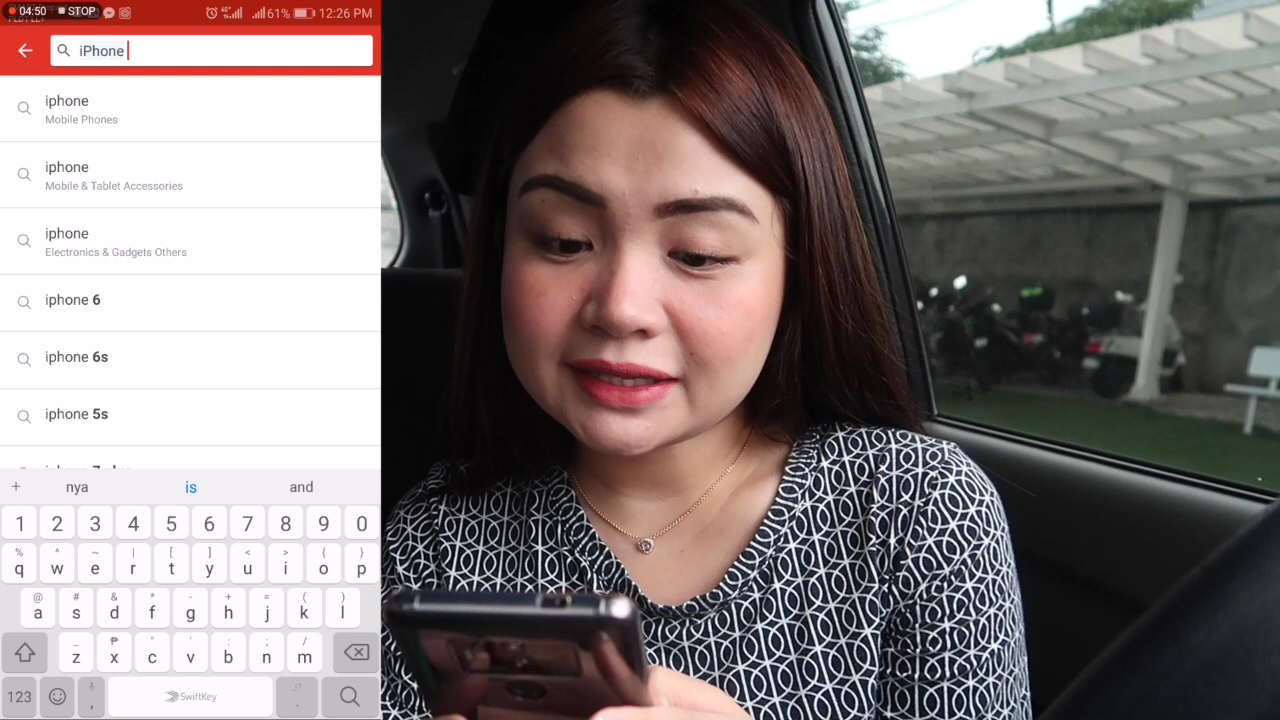 04:50 STOP
61% 12:26 PM
iPhone
iphone
Mobile Phones
iphone
Mobile & Tablet Accessories
iphone
Electronics & Gadgets Others
iphone 6
iphone 6s
iphone 5s
+ nya is and
1 2 3 4 5 6 7 8 9 0
% ^ ~ | [ ] < > { }
q w e r t y u i o p
@ # & * - + = ( )
a s d f g h j k l
_ ₱ " ' : ; /
z x c v b n m
123 , SwiftKey .